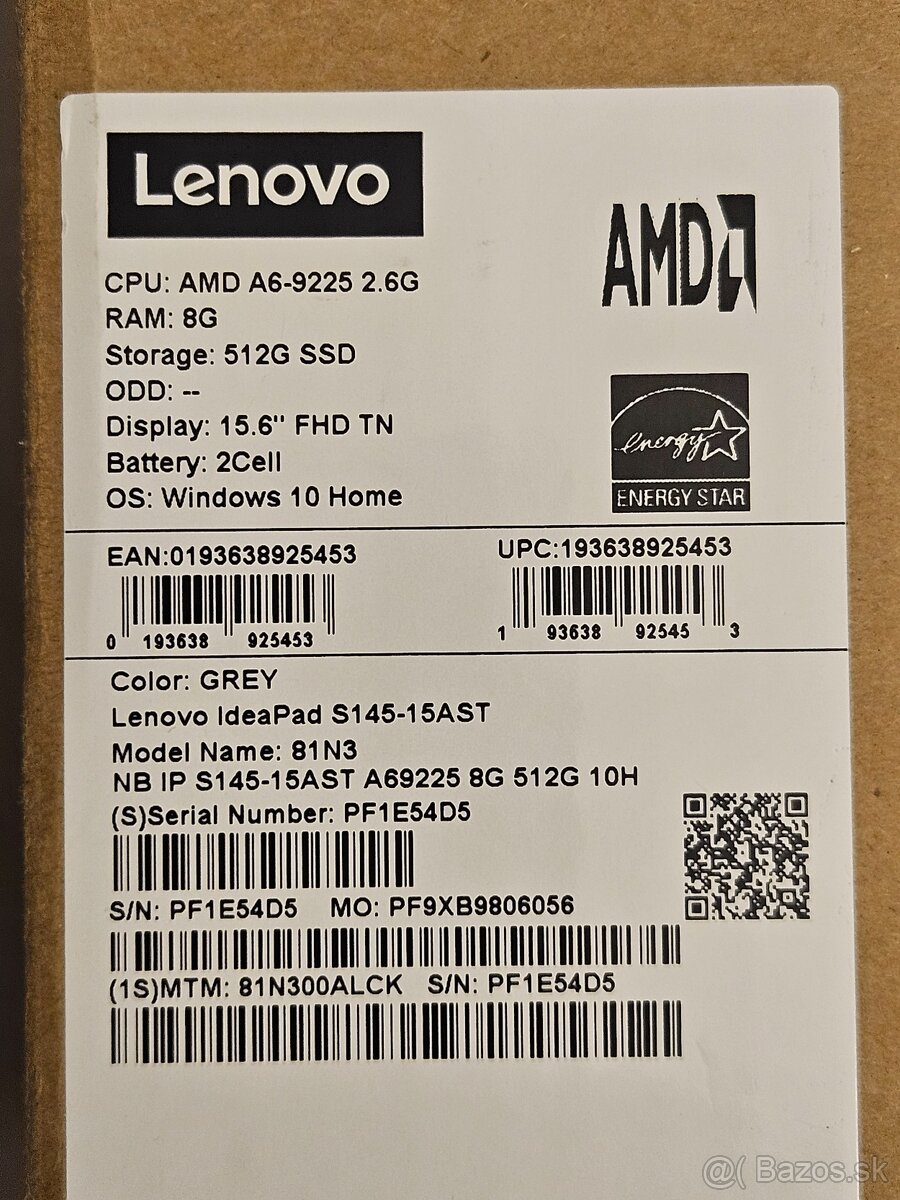 Lenovo
AMD
CPU: AMD A6-9225 2.6G
RAM: 8G
Storage: 512G SSD
ODD: --
Display: 15.6" FHD TN
Battery: 2Cell
OS: Windows 10 Home
energy
ENERGY STAR
EAN:0193638925453
UPC:193638925453
0 193638 925453
1 93638 92545 3
Color: GREY
Lenovo IdeaPad S145-15AST
Model Name: 81N3
NB IP S145-15AST A69225 8G 512G 10H
(S)Serial Number: PF1E54D5
S/N: PF1E54D5 MO: PF9XB9806056
(1S)MTM: 81N300ALCK S/N: PF1E54D5
@( Bazos.sk